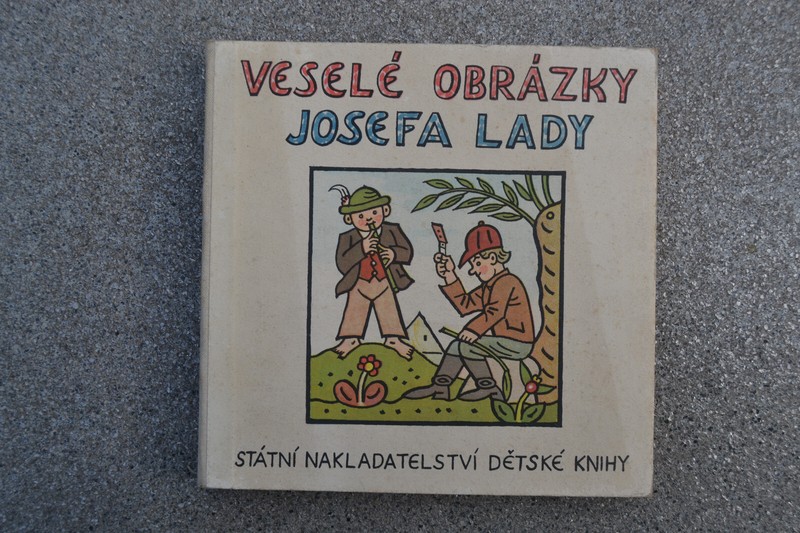 VESELÉ OBRÁZKY
JOSEFA LADY
STÁTNÍ NAKLADATELSTVÍ DĚTSKÉ KNIHY